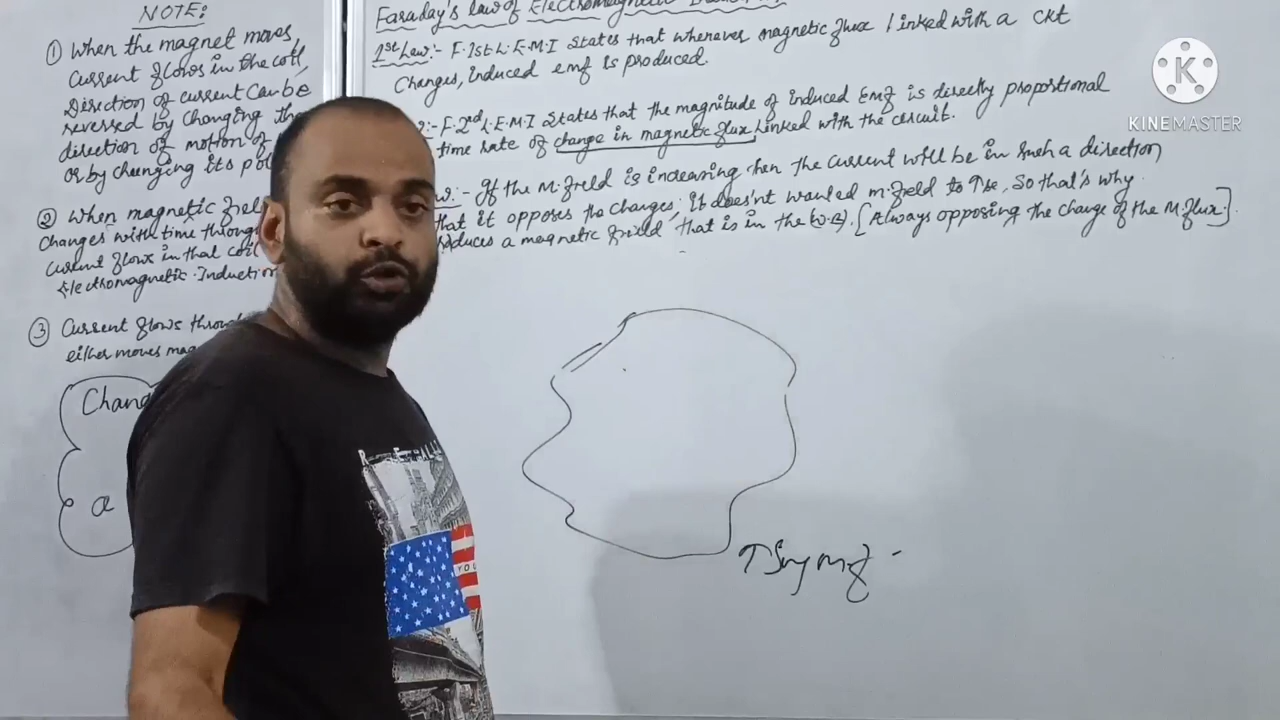 NOTE:
① When the magnet moves
current flows in the coil,
Direction of current can be
reversed by changing the
direction of motion of
or by changing its pol
② When magnetic fiel
changes with time through
current flows in that coil
Electromagnetic Induction
③ Current flows through
either moves mag
Chang
a
Faraday's law of Electromagnetic Induction
1st Law:- F.1st.L.E.M.I States that whenever magnetic flux linked with a ckt
Changes, induced emf is produced.
:- F.2nd.L.E.M.I States that the magnitude of induced Emf is directly proportional
time rate of change in magnetic flux linked with the circuit.
w:- If the M.field is increasing then the current will be in such a direction
that it opposes the changes, it does'nt wanted m.field to ↑se, So that's why
duces a magnetic field that is in the [Always opposing the change of the M.flux.]
↑Sing m.f -
KINEMASTER
K